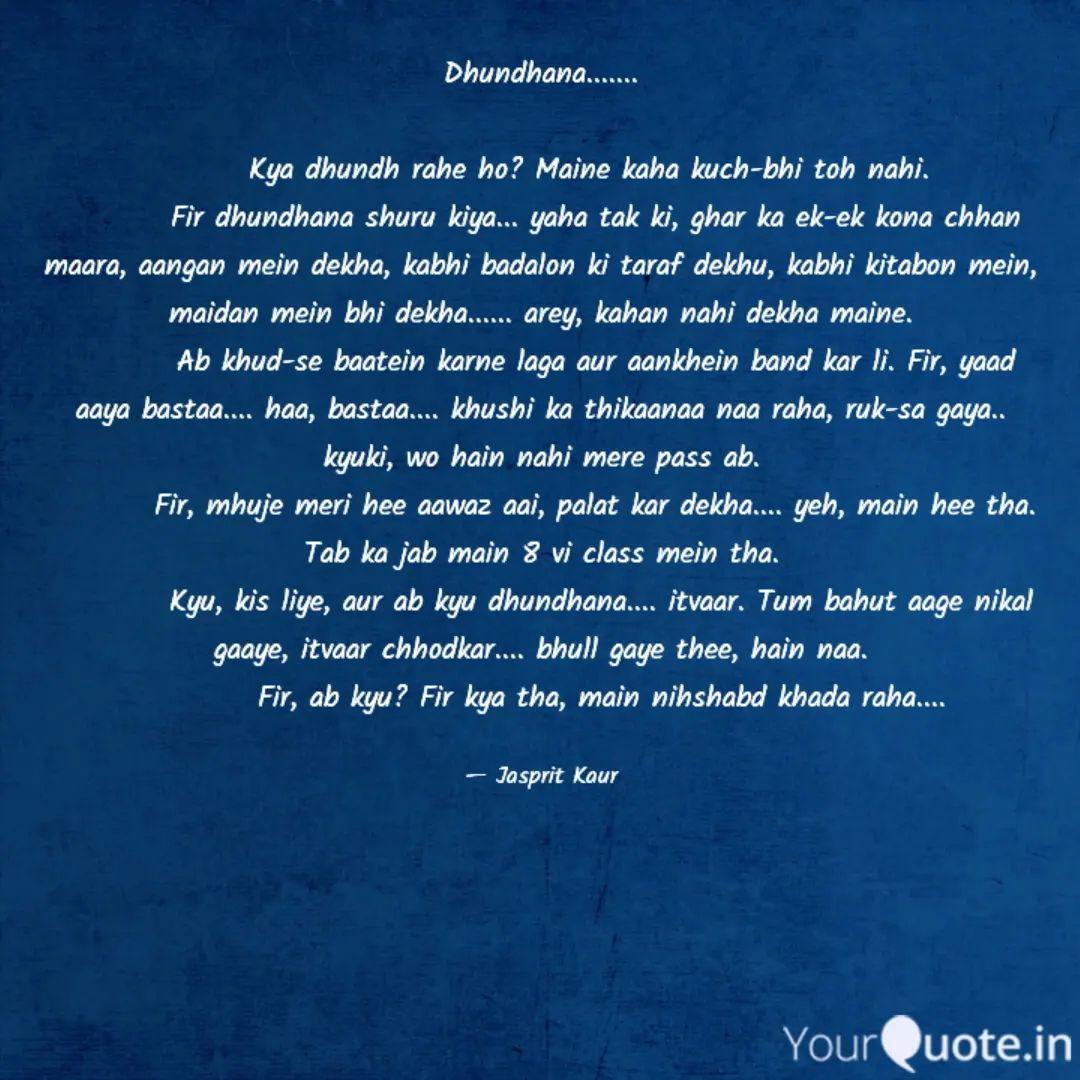 Dhundhana.......
Kya dhundh rahe ho? Maine kaha kuch-bhi toh nahi.
Fir dhundhana shuru kiya... yaha tak ki, ghar ka ek-ek kona chhan
maara, aangan mein dekha, kabhi badalon ki taraf dekhu, kabhi kitabon mein,
maidan mein bhi dekha...... arey, kahan nahi dekha maine.
Ab khud-se baatein karne laga aur aankhein band kar li. Fir, yaad
aaya bastaa.... haa, bastaa.... khushi ka thikaanaa naa raha, ruk-sa gaya..
kyuki, wo hain nahi mere pass ab.
Fir, mhuje meri hee aawaz aai, palat kar dekha.... yeh, main hee tha.
Tab ka jab main 8 vi class mein tha.
Kyu, kis liye, aur ab kyu dhundhana.... itvaar. Tum bahut aage nikal
gaaye, itvaar chhodkar.... bhull gaye thee, hain naa.
Fir, ab kyu? Fir kya tha, main nihshabd khada raha....
— Jasprit Kaur
YourQuote.in